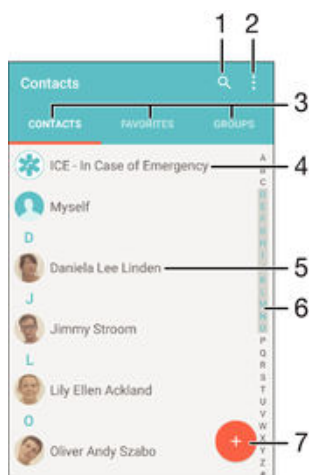 1 2
Contacts
CONTACTS FAVORITES GROUPS
3
ICE - In Case of Emergency
4
Myself
D
Daniela Lee Linden
5
J
Jimmy Stroom
6
L
Lily Ellen Ackland
O
Oliver Andy Szabo
+
7
A
B
C
D
E
F
G
H
I
J
K
L
M
N
O
P
Q
R
S
T
U
V
W
X
Y
Z